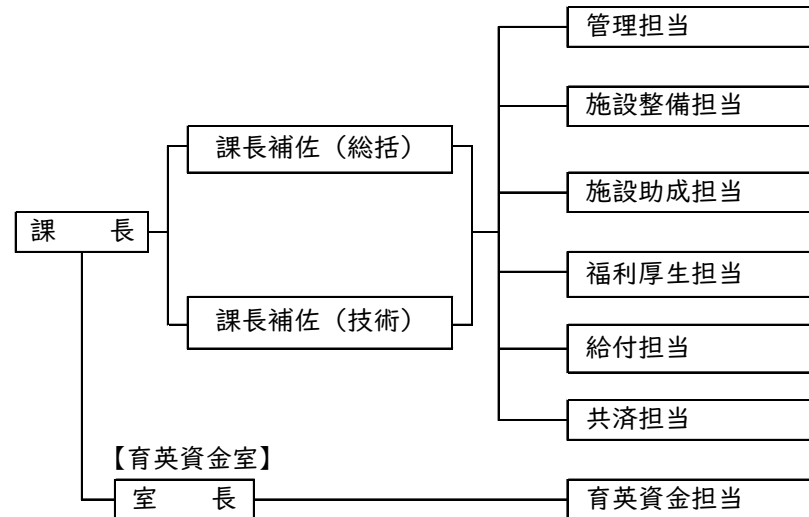 管理担当
施設整備担当
課長補佐（総括）
施設助成担当
課　　長
福利厚生担当
課長補佐（技術）
給付担当
共済担当
【育英資金室】
室　　長
育英資金担当